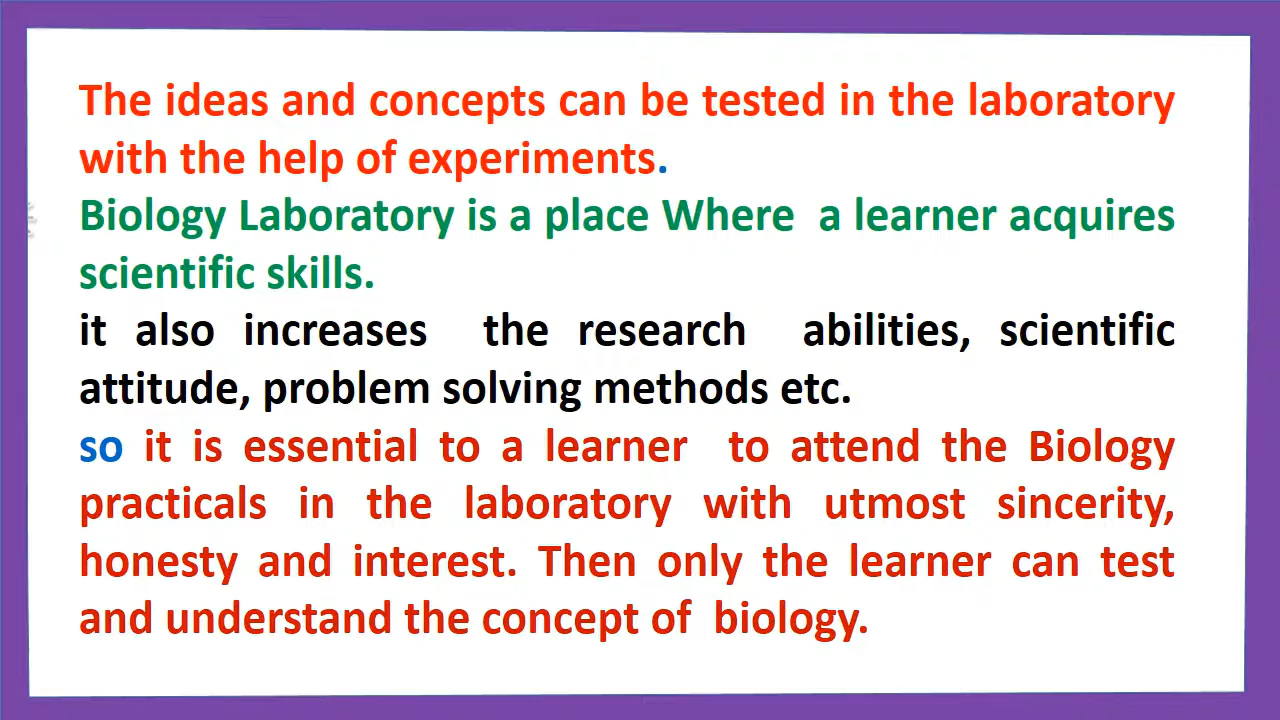 The ideas and concepts can be tested in the laboratory
with the help of experiments.
Biology Laboratory is a place Where a learner acquires
scientific skills.
it also increases the research abilities, scientific
attitude, problem solving methods etc.
so it is essential to a learner to attend the Biology
practicals in the laboratory with utmost sincerity,
honesty and interest. Then only the learner can test
and understand the concept of biology.